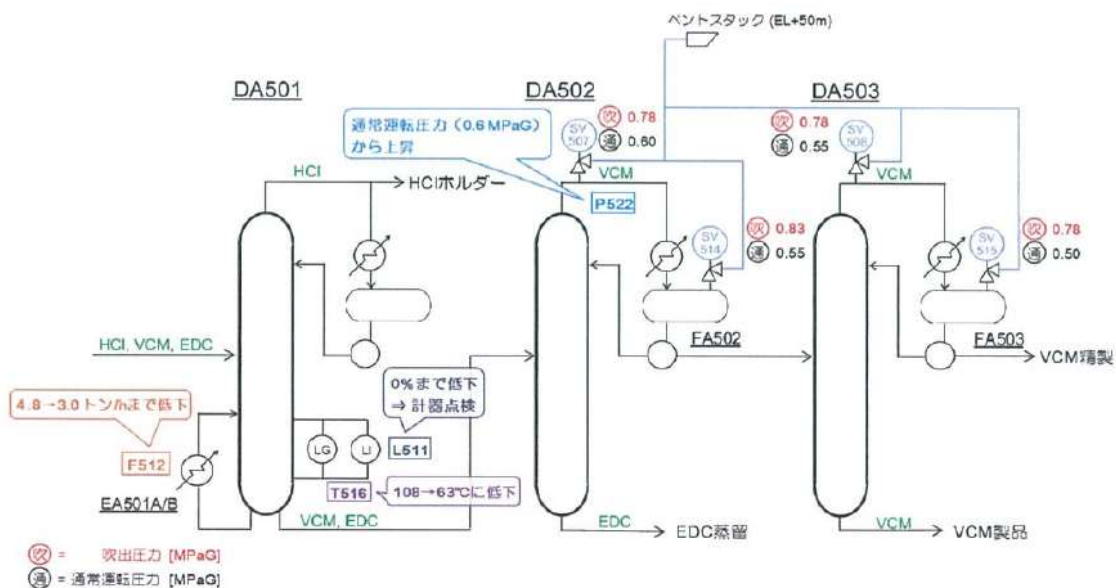 ベントスタック (EL+50m)
DA501
DA502
DA503
通常運転圧力（0.6 MPaG）
から上昇
吹 0.78
通 0.60
SV
507
吹 0.78
通 0.55
SV
508
HCl
HClホルダー
VCM
VCM
P522
SV
514
吹 0.83
通 0.55
SV
515
吹 0.78
通 0.50
HCl, VCM, EDC
FA502
FA503
VCM精製
0%まで低下
⇒ 計器点検
4.8→3.0トン/hまで低下
LG
LI
L511
F512
EA501A/B
T516
108→63℃に低下
VCM, EDC
EDC
EDC蒸留
VCM
VCM製品
吹 = 吹出圧力 [MPaG]
通 = 通常運転圧力 [MPaG]